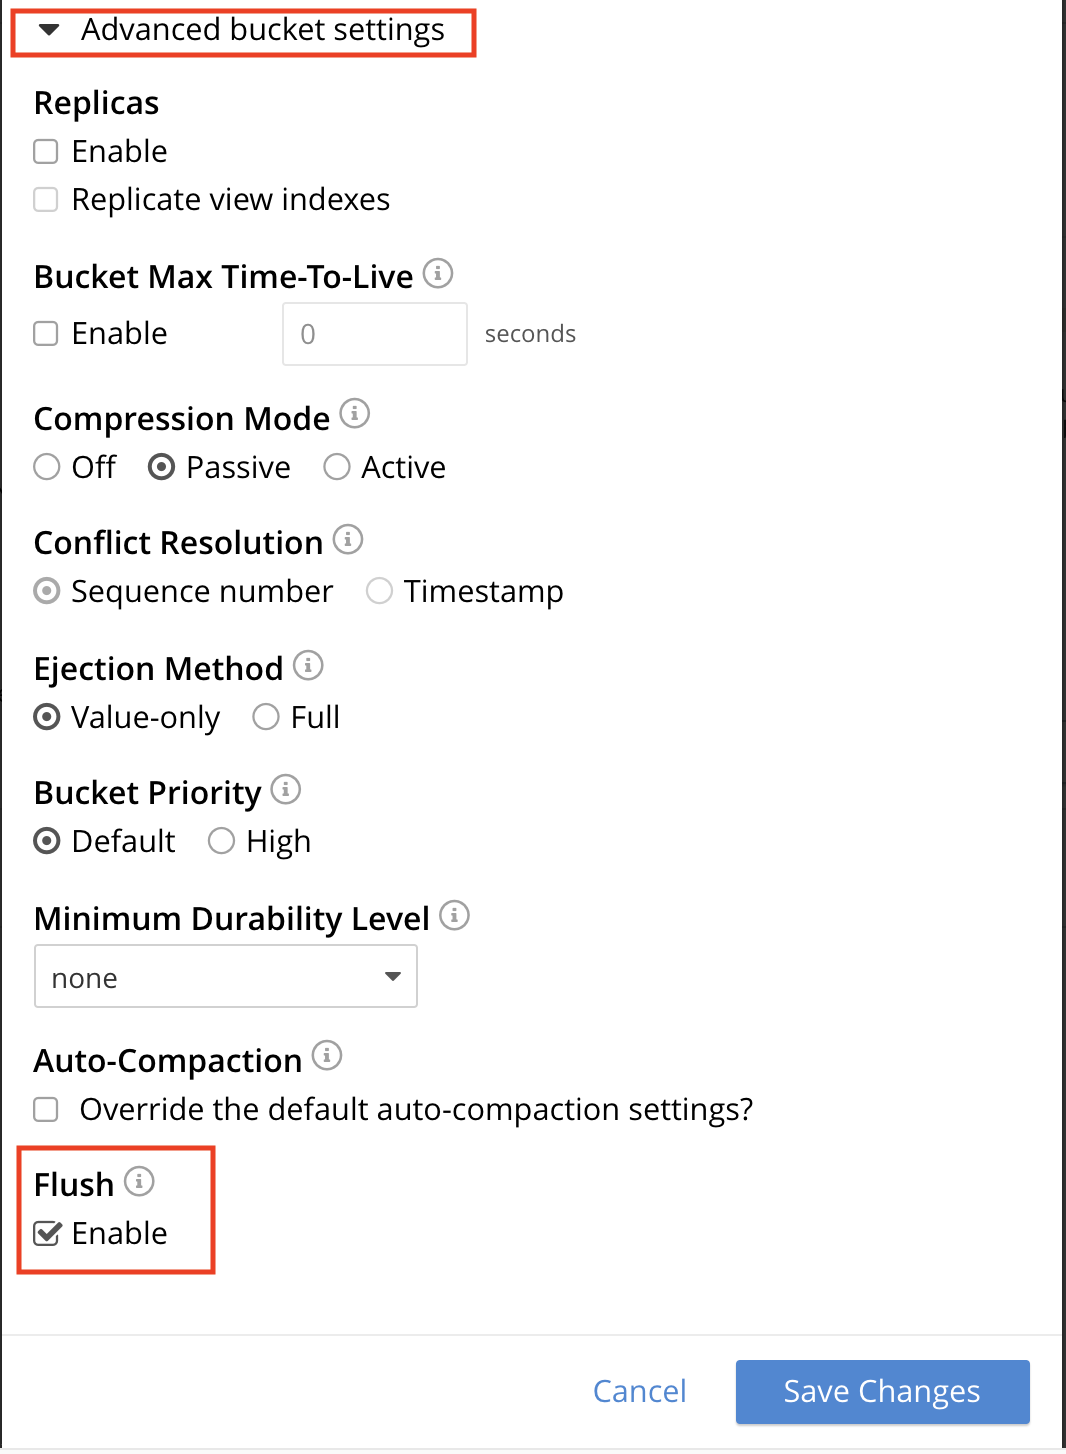 Advanced bucket settings
Replicas
Enable
Replicate view indexes
Bucket Max Time-To-Live
Enable 0 seconds
Compression Mode
Off Passive Active
Conflict Resolution
Sequence number Timestamp
Ejection Method
Value-only Full
Bucket Priority
Default High
Minimum Durability Level
none
Auto-Compaction
Override the default auto-compaction settings?
Flush
Enable
Cancel Save Changes